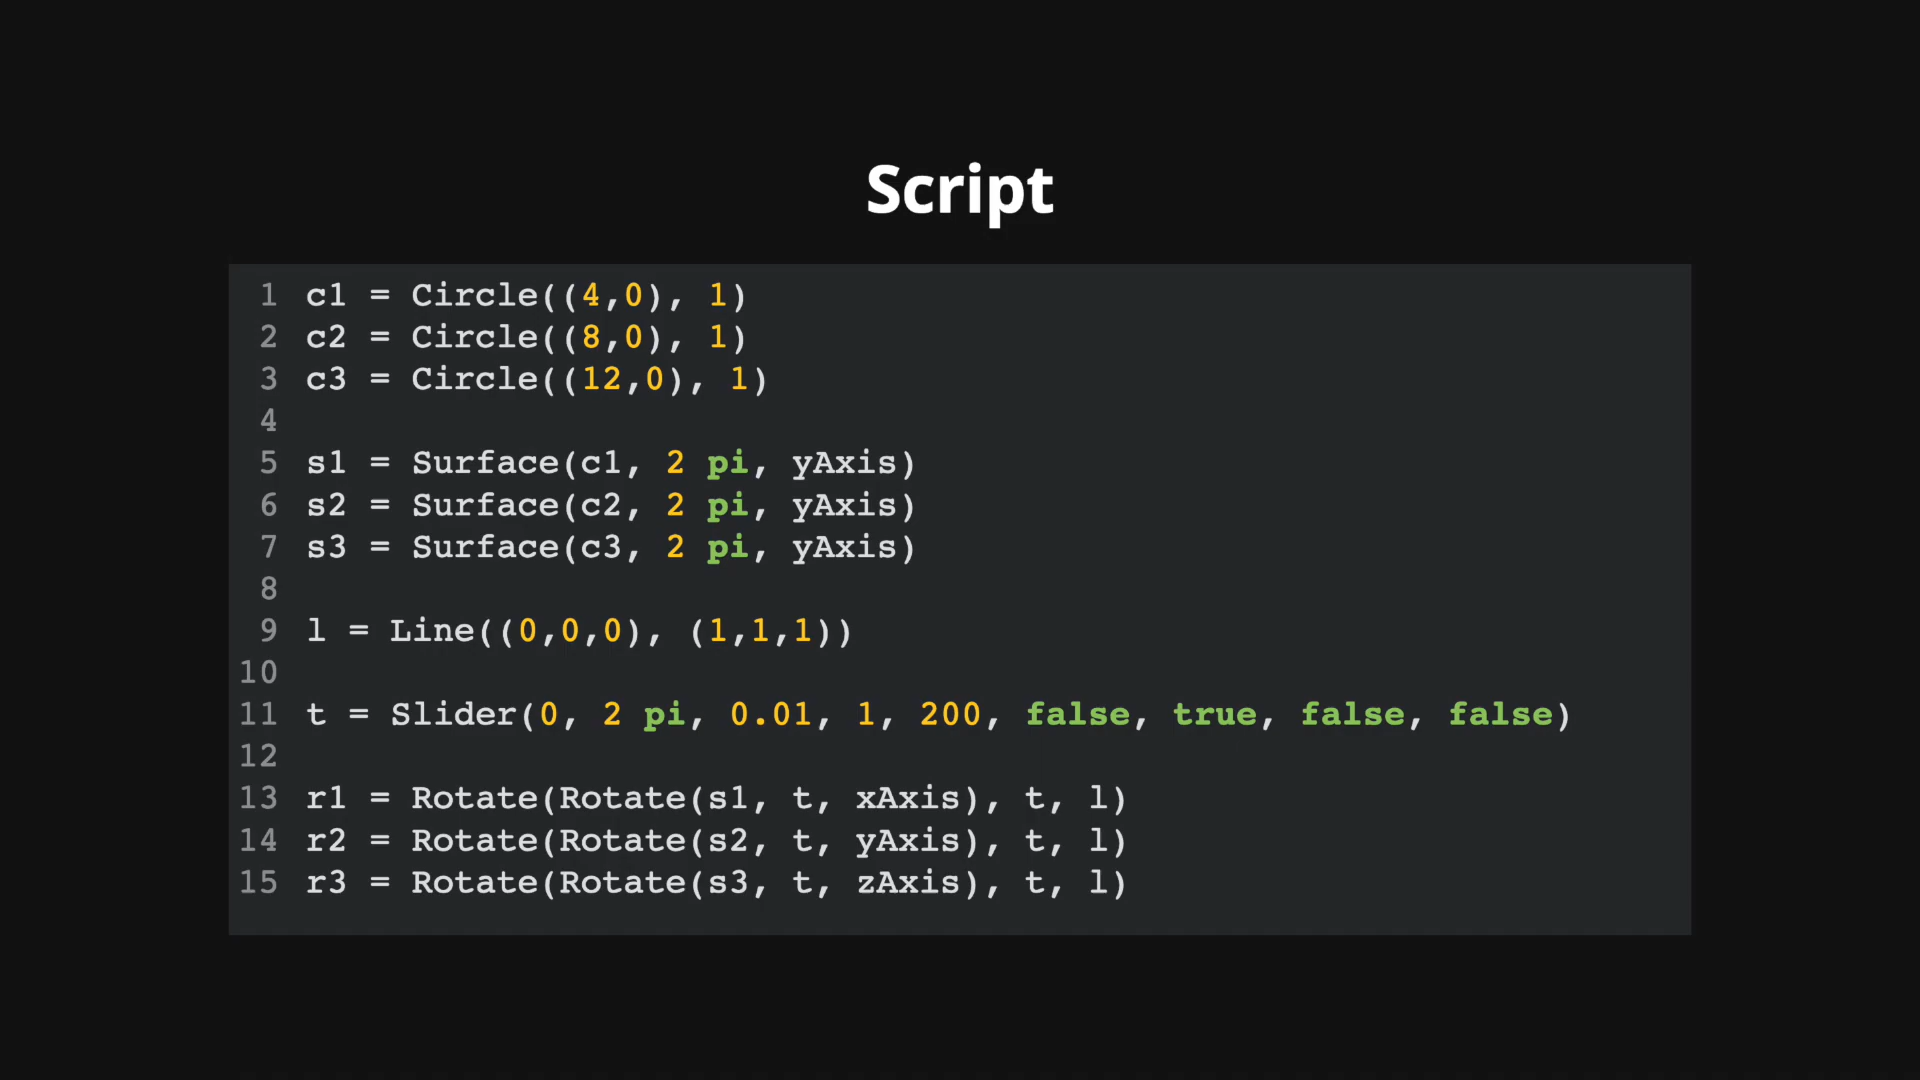 Script
1 c1 = Circle((4,0), 1)
2 c2 = Circle((8,0), 1)
3 c3 = Circle((12,0), 1)
4
5 s1 = Surface(c1, 2 pi, yAxis)
6 s2 = Surface(c2, 2 pi, yAxis)
7 s3 = Surface(c3, 2 pi, yAxis)
8
9 l = Line((0,0,0), (1,1,1))
10
11 t = Slider(0, 2 pi, 0.01, 1, 200, false, true, false, false)
12
13 r1 = Rotate(Rotate(s1, t, xAxis), t, l)
14 r2 = Rotate(Rotate(s2, t, yAxis), t, l)
15 r3 = Rotate(Rotate(s3, t, zAxis), t, l)